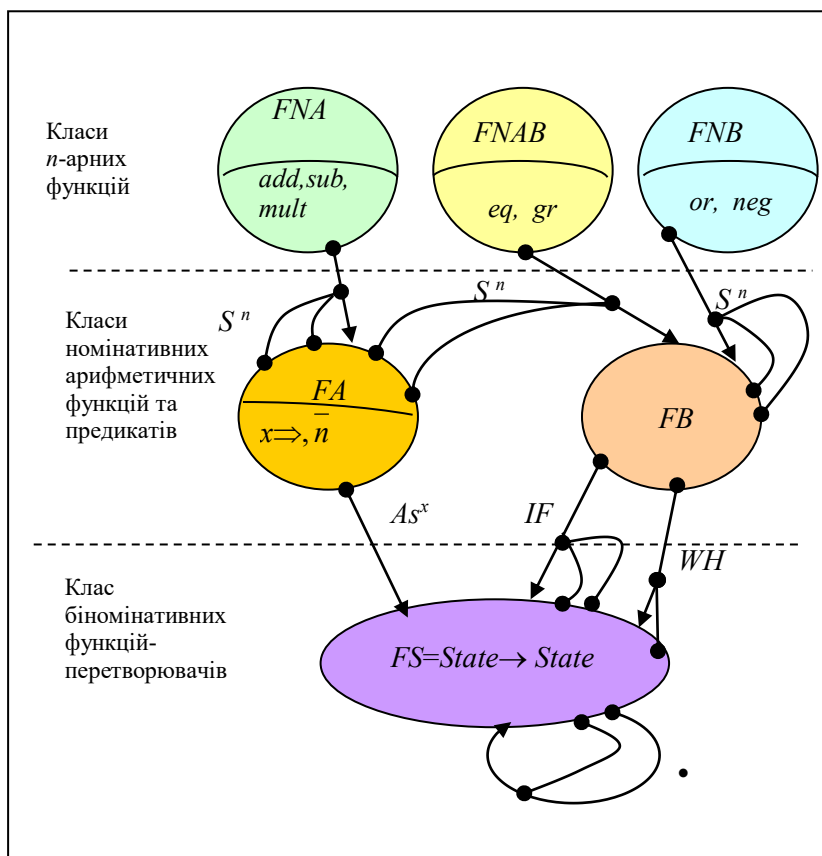 Класи
n-арних
функцій
FNA
add,sub,
mult
FNAB
eq, gr
FNB
or, neg
Класи
номінативних
арифметичних
функцій та
предикатів
S^n
S^n
S^n
FA
x⇒, n̅
FB
As^x
IF
WH
Клас
біномінативних
функцій-
перетворювачів
FS=State→ State
•